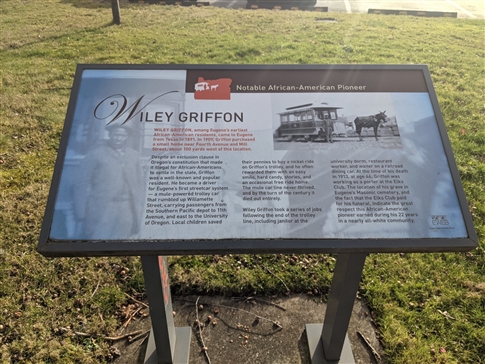 Notable African-American Pioneer
WILEY GRIFFON
WILEY GRIFFON, among Eugene's earliest
African-American residents, came to Eugene
from Texas in 1891. In 1909, Griffon purchased
a small home near Fourth Avenue and Mill
Street, about 100 yards west of this location.
Despite an exclusion clause in
Oregon's constitution that made
it illegal for African-Americans
to settle in the state, Griffon
was a well-known and popular
resident. He became a driver
for Eugene's first streetcar system
— a mule-powered trolley car
that rumbled up Willamette
Street, carrying passengers from
the Southern Pacific depot to 11th
Avenue, and east to the University
of Oregon. Local children saved
their pennies to buy a nickel ride
on Griffon's trolley, and he often
rewarded them with an easy
smile, hard candy, stories, and
an occasional free ride home.
The mule car line never thrived,
and by the turn of the century it
died out entirely.
Wiley Griffon took a series of jobs
following the end of the trolley
line, including janitor at the
university dorm, restaurant
worker, and waiter on a railroad
dining car. At the time of his death
in 1913, at age 46, Griffon was
working as a porter at the Elks
Club. The location of his grave in
Eugene's Masonic cemetery, and
the fact that the Elks Club paid
for his funeral, indicate the great
respect this African-American
pioneer earned during his 22 years
in a nearly all-white community.